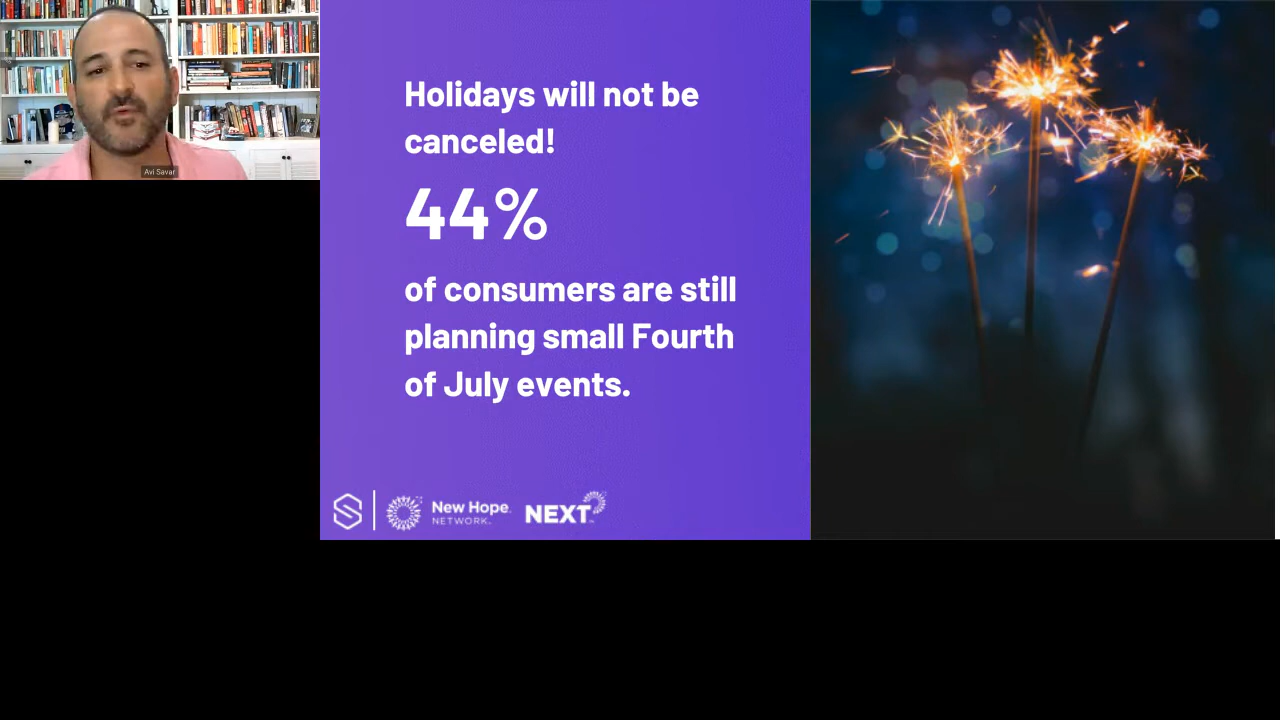 Avi Savar
Holidays will not be
canceled!
44%
of consumers are still
planning small Fourth
of July events.
New Hope
NETWORK.
NEXT